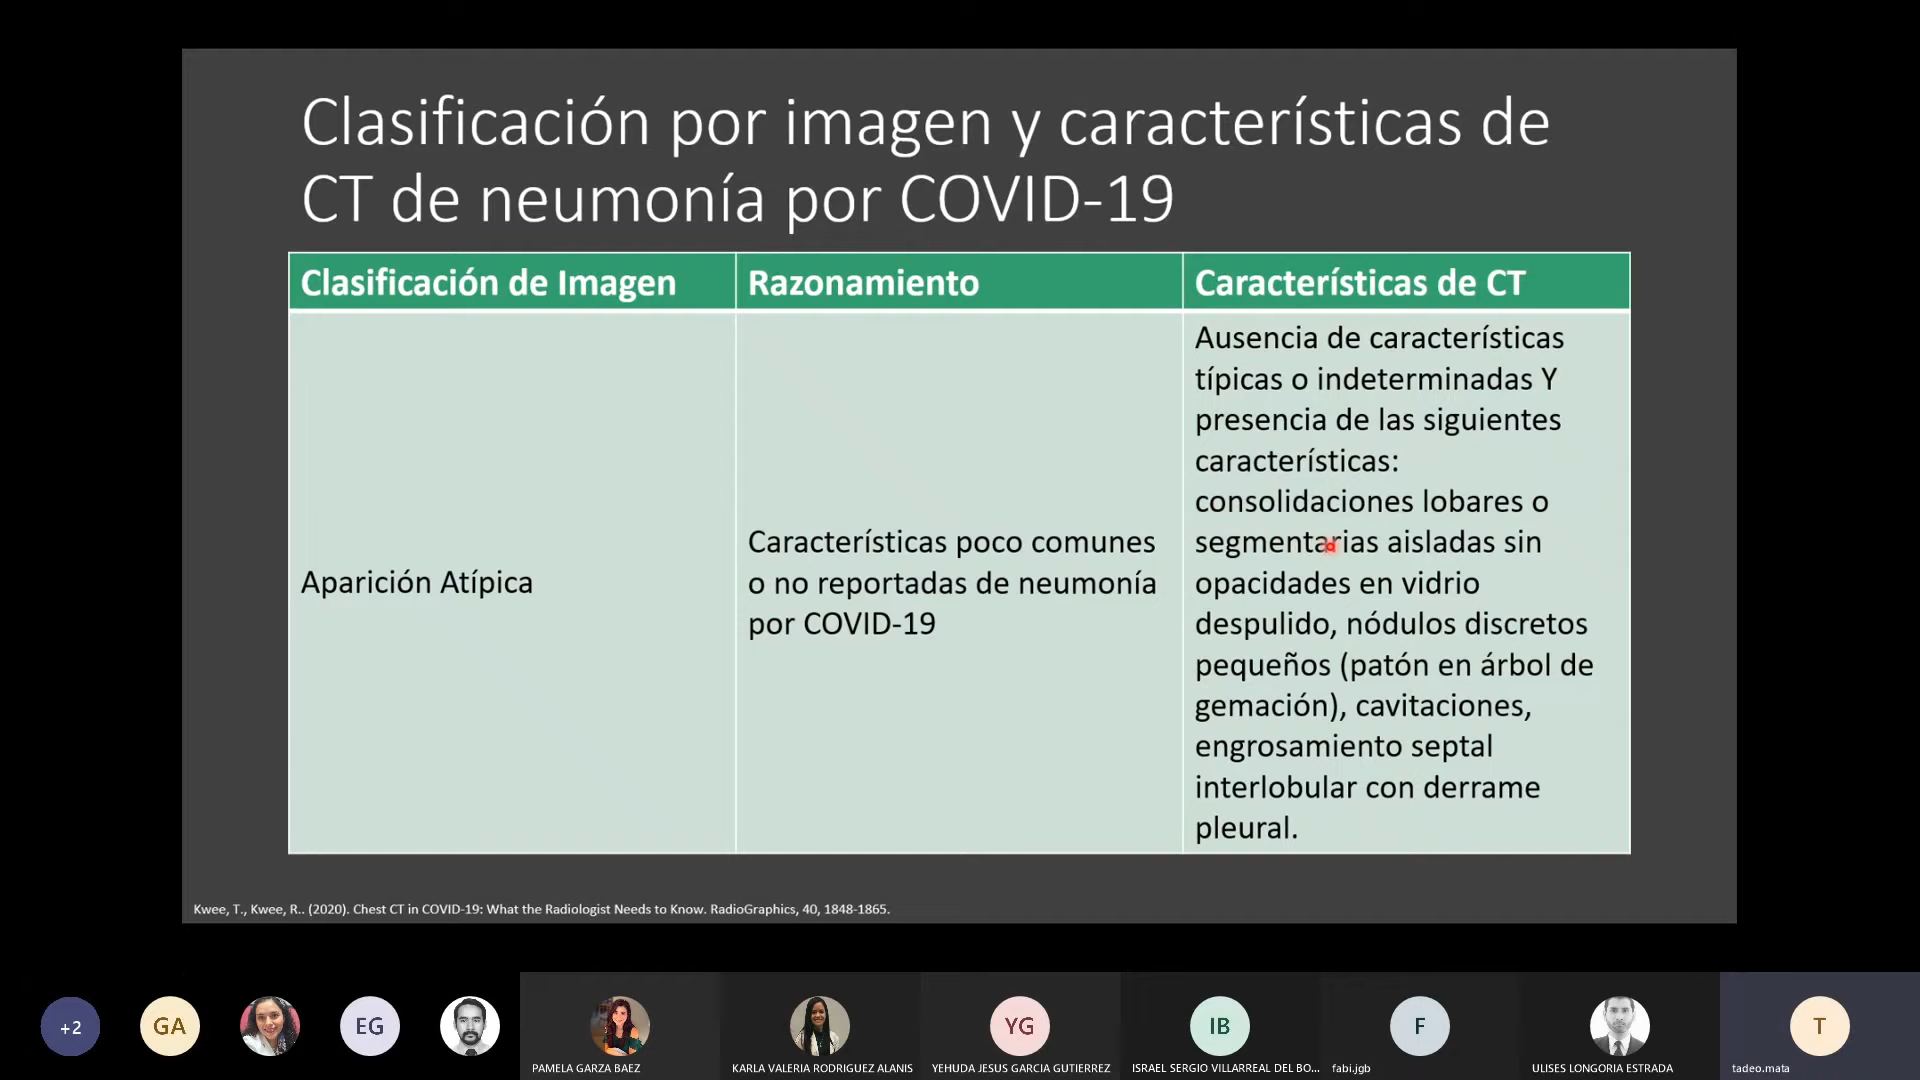 Clasificación por imagen y características de
CT de neumonía por COVID-19
Clasificación de Imagen
Razonamiento
Características de CT
Aparición Atípica
Características poco comunes
o no reportadas de neumonía
por COVID-19
Ausencia de características
típicas o indeterminadas Y
presencia de las siguientes
características:
consolidaciones lobares o
segmentarias aisladas sin
opacidades en vidrio
despulido, nódulos discretos
pequeños (patón en árbol de
gemación), cavitaciones,
engrosamiento septal
interlobular con derrame
pleural.
Kwee, T., Kwee, R.. (2020). Chest CT in COVID-19: What the Radiologist Needs to Know. RadioGraphics, 40, 1848-1865.
+2
GA
EG
YG
IB
F
T
PAMELA GARZA BAEZ
KARLA VALERIA RODRIGUEZ ALANIS
YEHUDA JESUS GARCIA GUTIERREZ
ISRAEL SERGIO VILLARREAL DEL BO...
fabi.jgb
ULISES LONGORIA ESTRADA
tadeo.mata